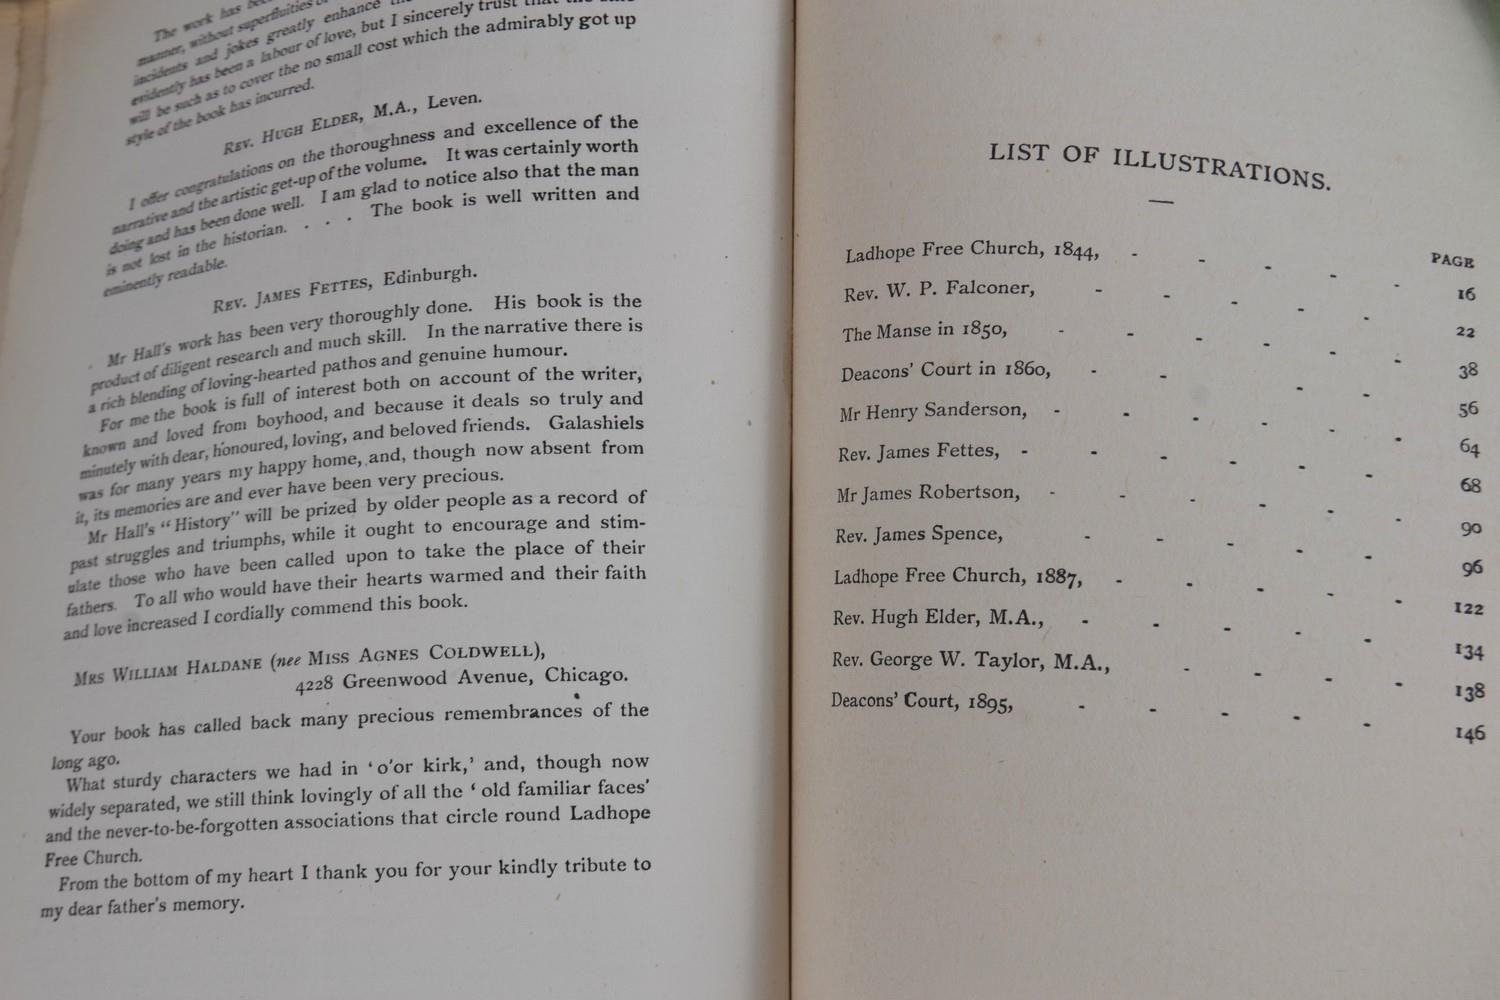 The work has
manner, without superfluities
incidents and jokes greatly enhance
evidently has been a labour of love, but I sincerely trust that the
will be such as to cover the no small cost which the admirably got up
style of the book has incurred.
REV. HUGH ELDER, M.A., Leven.
I offer congratulations on the thoroughness and excellence of the
narrative and the artistic get-up of the volume. It was certainly worth
doing and has been done well. I am glad to notice also that the man
is not lost in the historian. . . . The book is well written and
eminently readable.
REV. JAMES FETTES, Edinburgh.
Mr Hall's work has been very thoroughly done. His book is the
product of diligent research and much skill. In the narrative there is
a rich blending of loving-hearted pathos and genuine humour.
For me the book is full of interest both on account of the writer,
known and loved from boyhood, and because it deals so truly and
minutely with dear, honoured, loving, and beloved friends. Galashiels
was for many years my happy home, and, though now absent from
it, its memories are and ever have been very precious.
Mr Hall's "History" will be prized by older people as a record of
past struggles and triumphs, while it ought to encourage and stim-
ulate those who have been called upon to take the place of their
fathers. To all who would have their hearts warmed and their faith
and love increased I cordially commend this book.
MRS WILLIAM HALDANE (nee MISS AGNES COLDWELL),
4228 Greenwood Avenue, Chicago.
Your book has called back many precious remembrances of the
long ago.
What sturdy characters we had in 'o'or kirk,' and, though now
widely separated, we still think lovingly of all the 'old familiar faces'
and the never-to-be-forgotten associations that circle round Ladhope
Free Church.
From the bottom of my heart I thank you for your kindly tribute to
my dear father's memory.
LIST OF ILLUSTRATIONS.
PAGE
Ladhope Free Church, 1844, - - - - - 16
Rev. W. P. Falconer, - - - - - 22
The Manse in 1850, - - - - - - 38
Deacons' Court in 1860, - - - - 56
Mr Henry Sanderson, - - - - - - 64
Rev. James Fettes, - - - - - - 68
Mr James Robertson, - - - - - - 90
Rev. James Spence, - - - - - 96
Ladhope Free Church, 1887, - - - - - 122
Rev. Hugh Elder, M.A., - - - - - 134
Rev. George W. Taylor, M.A., - - - - 138
Deacons' Court, 1895, - - - - - 146